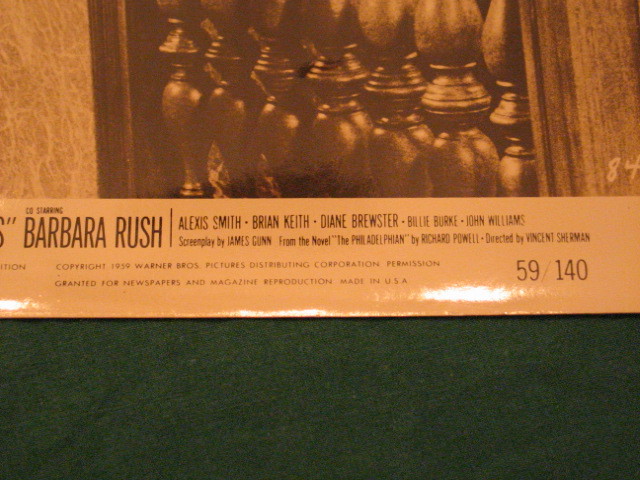 84
S" CO STARRING BARBARA RUSH
ALEXIS SMITH · BRIAN KEITH · DIANE BREWSTER · BILLIE BURKE · JOHN WILLIAMS
Screenplay by JAMES GUNN From the Novel "The PHILADELPHIAN" by RICHARD POWELL · Directed by VINCENT SHERMAN
ITION COPYRIGHT 1959 WARNER BROS. PICTURES DISTRIBUTING CORPORATION. PERMISSION
GRANTED FOR NEWSPAPERS AND MAGAZINE REPRODUCTION. MADE IN U.S.A.
59/140